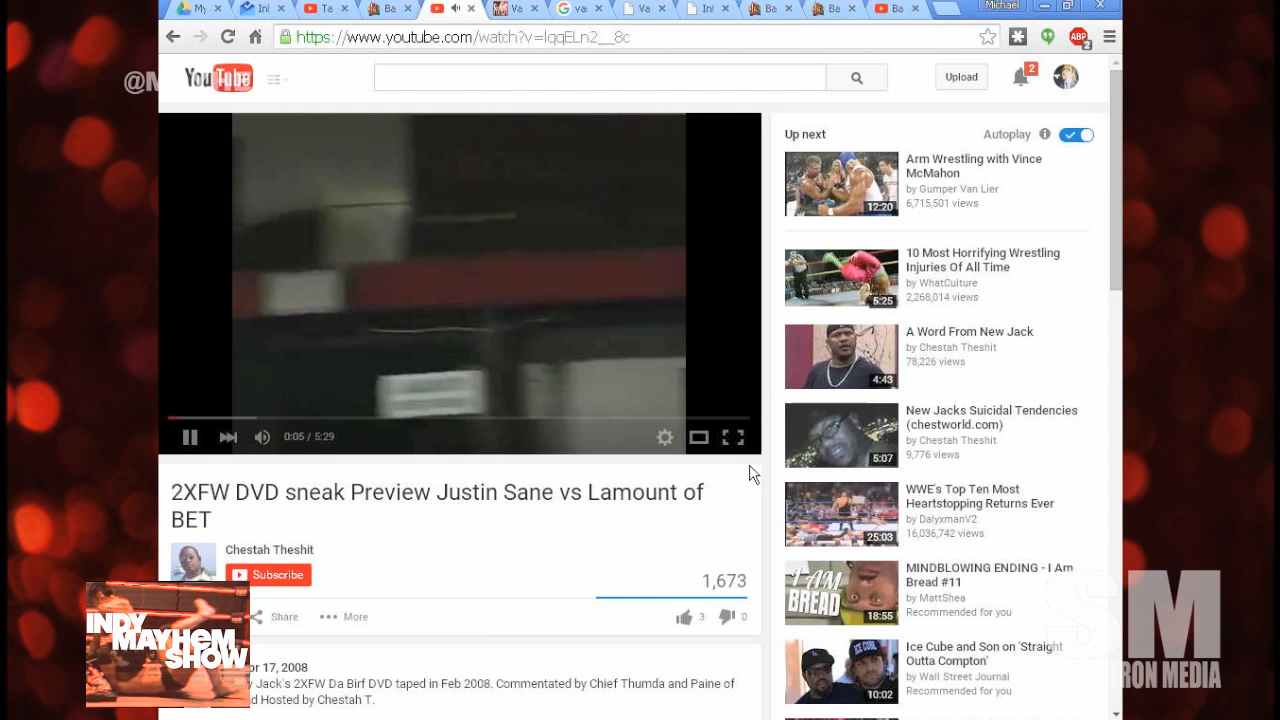 My
Inl
Ta
Ba
Va
Va
Inl
Ba
Ba
Ba
Michael
https://www.youtube.com/watch?v=IqqELn2__8c
ABP
2
@M
YouTube
Upload
2
Up next
Autoplay
Arm Wrestling with Vince
McMahon
by Gumper Van Lier
6,715,501 views
12:20
10 Most Horrifying Wrestling
Injuries Of All Time
by WhatCulture
2,268,014 views
5:25
A Word From New Jack
by Chestah Theshit
78,226 views
4:43
New Jacks Suicidal Tendencies
(chestworld.com)
by Chestah Theshit
9,776 views
5:07
WWE's Top Ten Most
Heartstopping Returns Ever
by DalyxmanV2
16,036,742 views
25:03
MINDBLOWING ENDING - I Am
Bread #11
by MattShea
Recommended for you
I AM
BREAD
18:55
Ice Cube and Son on 'Straight
Outta Compton'
by Wall Street Journal
Recommended for you
ICE CUBE
10:02
0:05 / 5:29
2XFW DVD sneak Preview Justin Sane vs Lamount of
BET
Chestah Theshit
Subscribe
1,673
Share
More
3
0
or 17, 2008
Jack's 2XFW Da Birf DVD taped in Feb 2008. Commentated by Chief Thumda and Paine of
d Hosted by Chestah T.
INDY
MAYHEM
SHOW
SM
TRON MEDIA